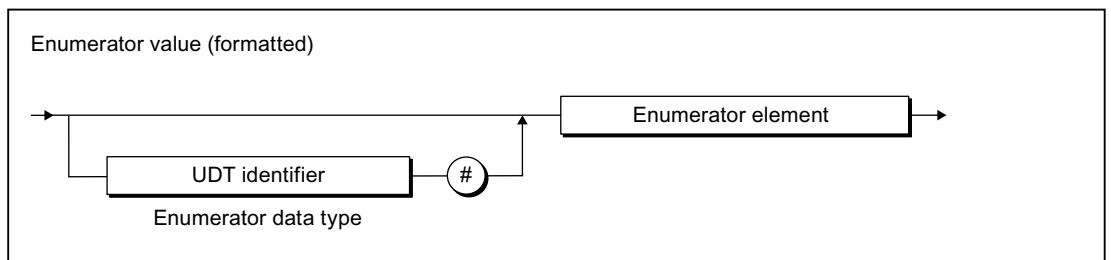 Enumerator value (formatted)
Enumerator element
UDT identifier
#
Enumerator data type